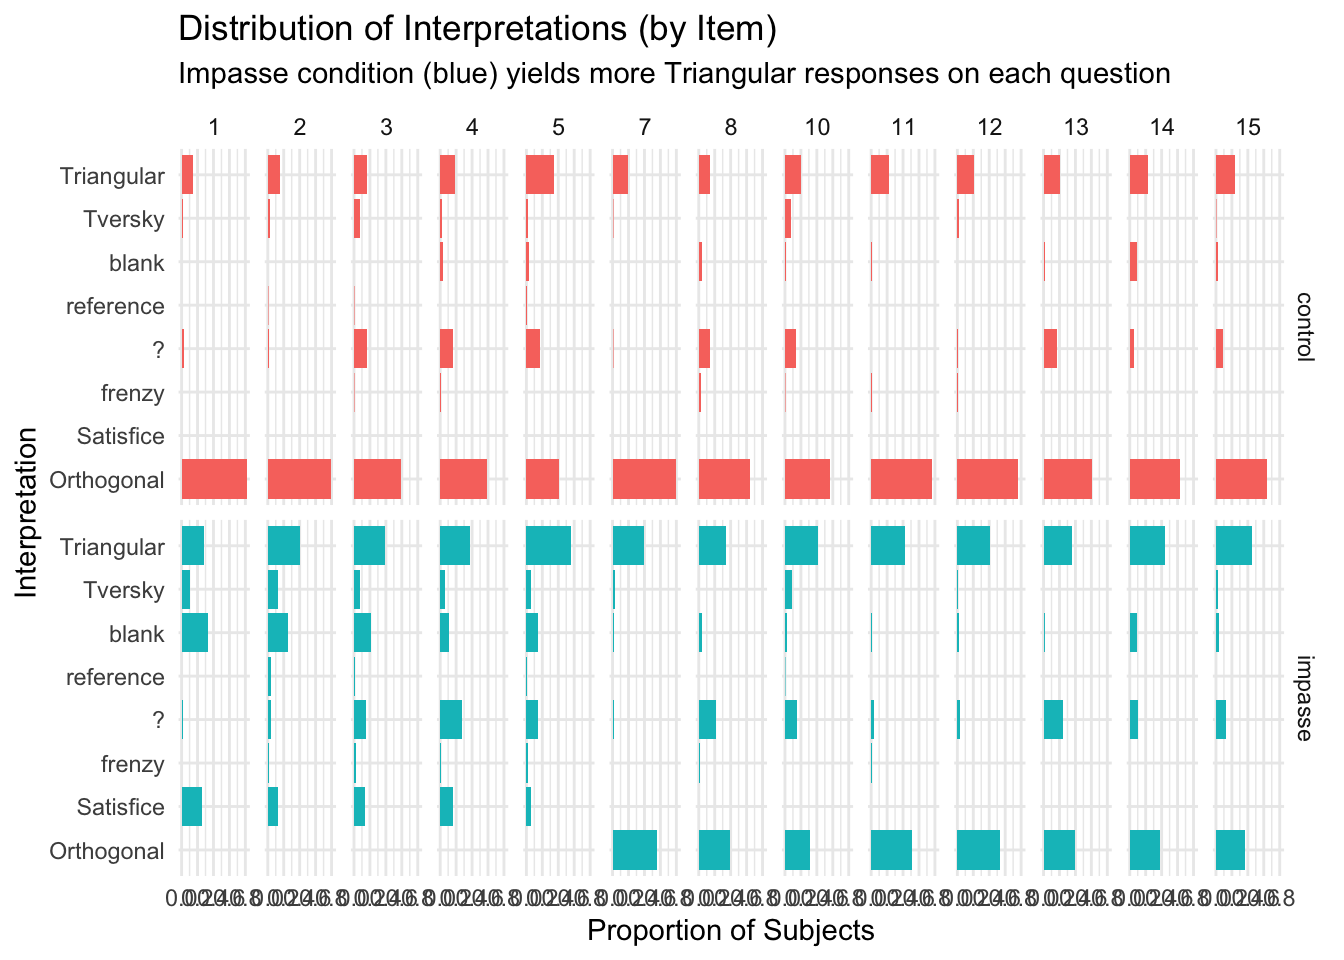 Distribution of Interpretations (by Item)
Impasse condition (blue) yields more Triangular responses on each question
1 2 3 4 5 7 8 10 11 12 13 14 15
Triangular
Tversky
blank
reference
?
frenzy
Satisfice
Orthogonal
control
Interpretation
Triangular
Tversky
blank
reference
?
frenzy
Satisfice
Orthogonal
impasse
Proportion of Subjects